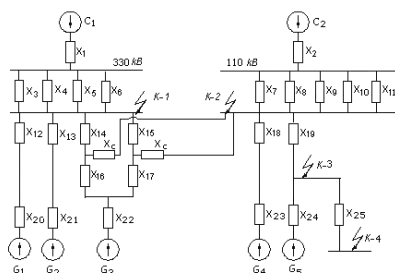 C1 C2
X1 X2
330 кВ 110 кВ
X3 X4 X5 X6 K-1 K-2 X7 X8 X9 X10 X11
X12 X13 X14 X15 X18 X19
Xc Xc
X16 X17 K-3
X20 X21 X22 X23 X24 X25
G1 G2 G3 G4 G5 K-4